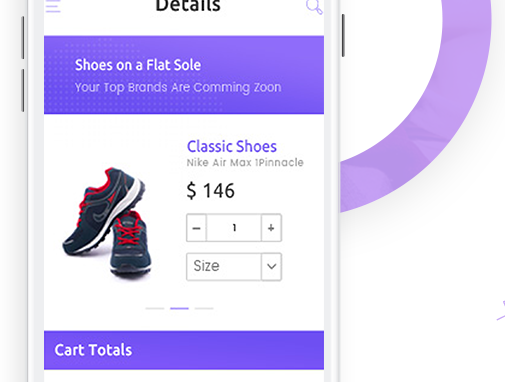 Details
Shoes on a Flat Sole
Your Top Brands Are Comming Zoon
Classic Shoes
Nike Air Max 1Pinnacle
$ 146
− 1 +
Size
Cart Totals